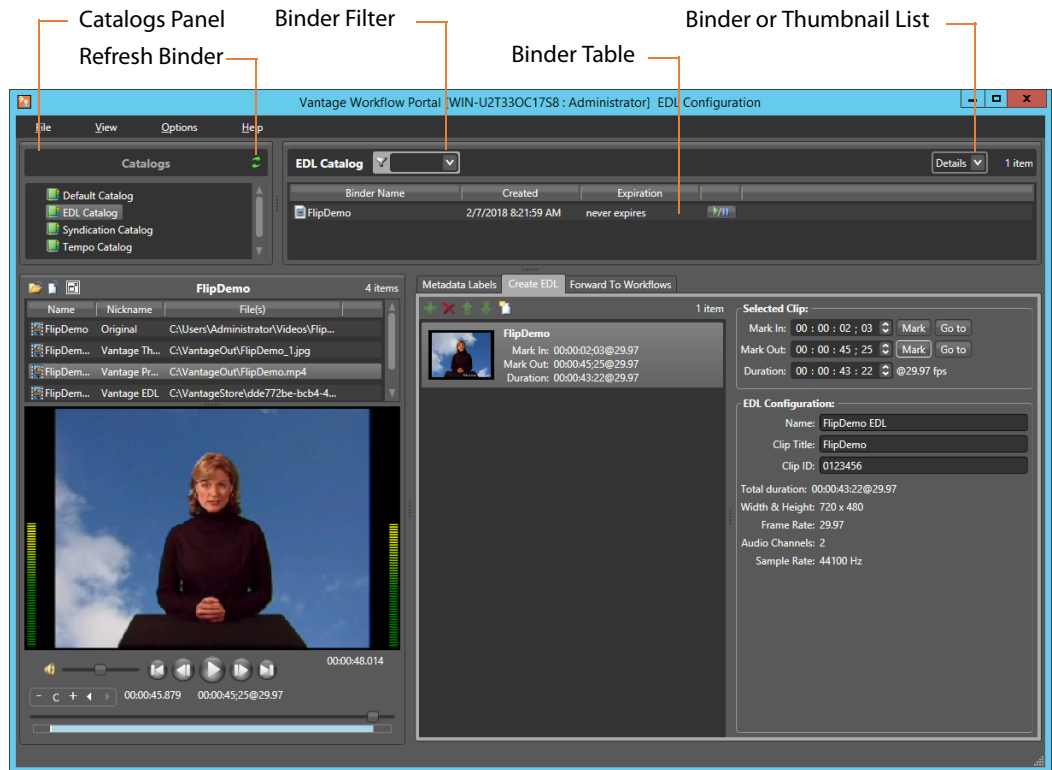 Catalogs Panel
Binder Filter
Binder or Thumbnail List
Refresh Binder
Binder Table
Vantage Workflow Portal [WIN-U2T33OC17S8 : Administrator] EDL Configuration
File View Options Help
Catalogs
EDL Catalog
Details
1 item
Default Catalog
EDL Catalog
Syndication Catalog
Tempo Catalog
Binder Name Created Expiration
FlipDemo 2/7/2018 8:21:59 AM never expires
FlipDemo
4 items
Name Nickname File(s)
FlipDemo Original C:\Users\Administrator\Videos\Flip...
FlipDem... Vantage Th... C:\VantageOut\FlipDemo_1.jpg
FlipDem... Vantage Pr... C:\VantageOut\FlipDemo.mp4
FlipDem... Vantage EDL C:\VantageStore\dde772be-bcb4-4...
00:00:48.014
- C +
00:00:45.879 00:00:45;25@29.97
Metadata Labels Create EDL Forward To Workflows
1 item
FlipDemo
Mark In: 00:00:02;03@29.97
Mark Out: 00:00:45;25@29.97
Duration: 00:00:43:22@29.97
Selected Clip:
Mark In: 00 : 00 : 02 ; 03 Mark Go to
Mark Out: 00 : 00 : 45 ; 25 Mark Go to
Duration: 00 : 00 : 43 : 22 @29.97 fps
EDL Configuration:
Name: FlipDemo EDL
Clip Title: FlipDemo
Clip ID: 0123456
Total duration: 00:00:43:22@29.97
Width & Height: 720 x 480
Frame Rate: 29.97
Audio Channels: 2
Sample Rate: 44100 Hz